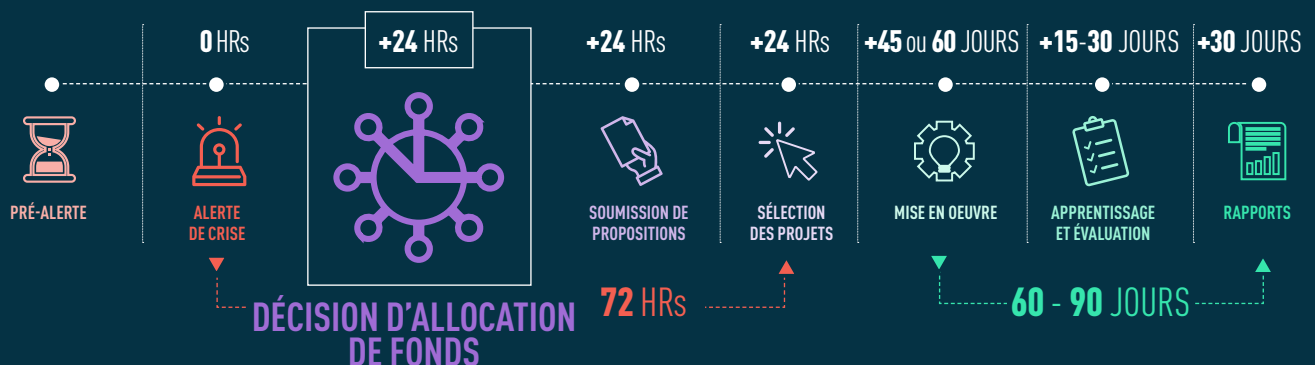 0 HRs
+24 HRs
+24 HRs
+24 HRs
+45 ou 60 JOURS
+15-30 JOURS
+30 JOURS
PRÉ-ALERTE
ALERTE
DE CRISE
SOUMISSION DE
PROPOSITIONS
SÉLECTION
DES PROJETS
MISE EN OEUVRE
APPRENTISSAGE
ET ÉVALUATION
RAPPORTS
DÉCISION D'ALLOCATION
DE FONDS
72 HRs
60 - 90 JOURS